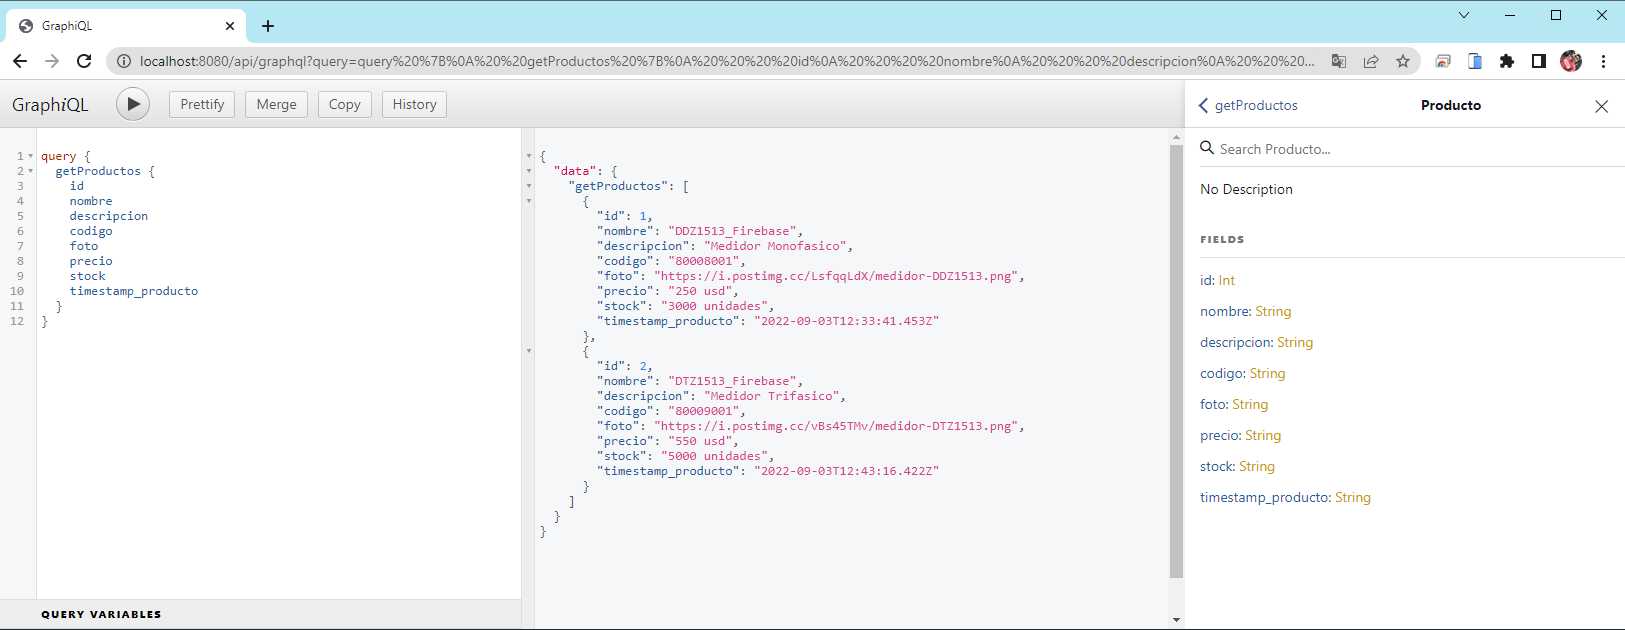 GraphiQL
localhost:8080/api/graphql?query=query%20%7B%0A%20%20getProductos%20%7B%0A%20%20%20%20id%0A%20%20%20%20nombre%0A%20%20%20%20descripcion%0A%20%20%20%20...
GraphiQL
Prettify
Merge
Copy
History
1 query {
2 getProductos {
3 id
4 nombre
5 descripcion
6 codigo
7 foto
8 precio
9 stock
10 timestamp_producto
11 }
12 }
QUERY VARIABLES
{
"data": {
"getProductos": [
{
"id": 1,
"nombre": "DDZ1513_Firebase",
"descripcion": "Medidor Monofasico",
"codigo": "80008001",
"foto": "https://i.postimg.cc/LsfqqLdX/medidor-DDZ1513.png",
"precio": "250 usd",
"stock": "3000 unidades",
"timestamp_producto": "2022-09-03T12:33:41.453Z"
},
{
"id": 2,
"nombre": "DTZ1513_Firebase",
"descripcion": "Medidor Trifasico",
"codigo": "80009001",
"foto": "https://i.postimg.cc/vBs45TMv/medidor-DTZ1513.png",
"precio": "550 usd",
"stock": "5000 unidades",
"timestamp_producto": "2022-09-03T12:43:16.422Z"
}
]
}
}
getProductos
Producto
Search Producto...
No Description
FIELDS
id: Int
nombre: String
descripcion: String
codigo: String
foto: String
precio: String
stock: String
timestamp_producto: String